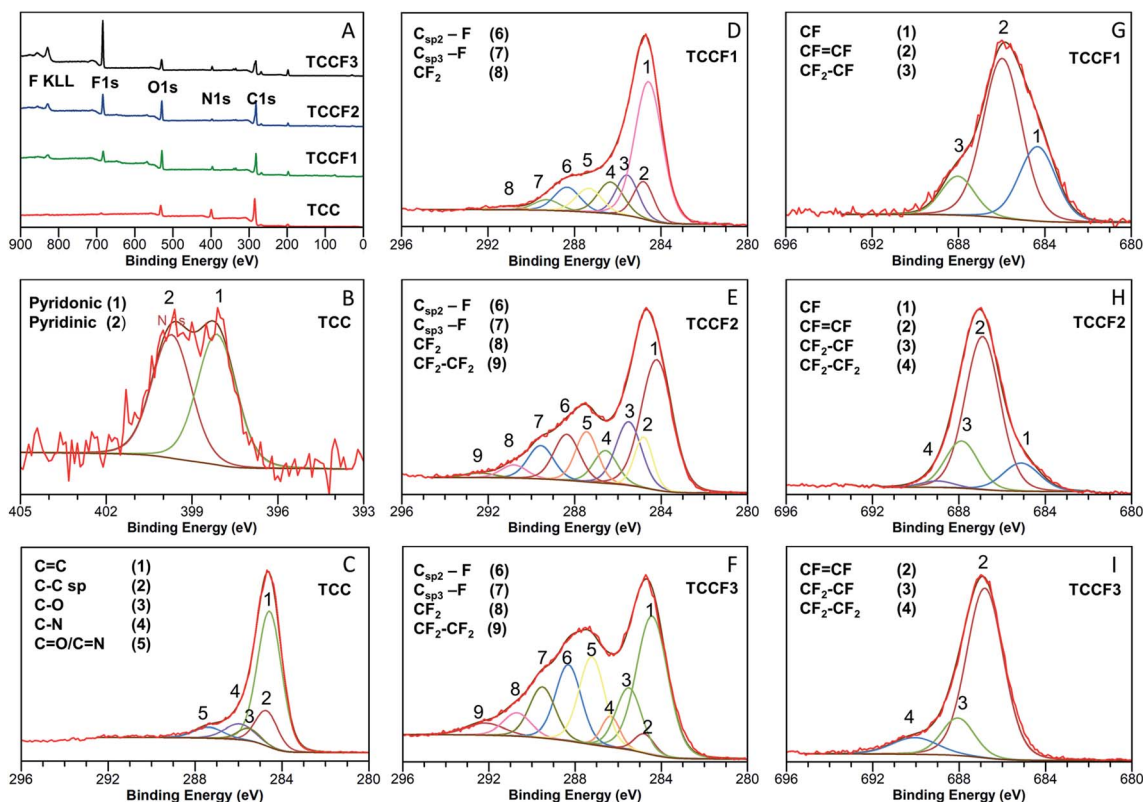 A
TCCF3
F KLL F1s O1s N1s C1s
TCCF2
TCCF1
TCC
900 800 700 600 500 400 300 200 100 0
Binding Energy (eV)
D
C_sp2 – F (6)
C_sp3 –F (7)
CF₂ (8)
TCCF1
1
8 7 6 5 4 3 2
296 292 288 284 280
Binding Energy (eV)
G
CF (1)
CF=CF (2)
CF₂-CF (3)
TCCF1
2
3 1
696 692 688 684 680
Binding Energy (eV)
B
Pyridonic (1)
Pyridinic (2)
TCC
2 1
N s
405 402 399 396 393
Binding Energy (eV)
E
C_sp2 – F (6)
C_sp3 –F (7)
CF₂ (8)
CF₂-CF₂ (9)
TCCF2
1
9 8 7 6 5 4 3 2
296 292 288 284 280
Binding Energy (eV)
H
CF (1)
CF=CF (2)
CF₂-CF (3)
CF₂-CF₂ (4)
TCCF2
2
4 3 1
696 692 688 684 680
Binding Energy (eV)
C
C=C (1)
C-C sp (2)
C-O (3)
C-N (4)
C=O/C=N (5)
TCC
1
5 4 3 2
296 292 288 284 280
Binding Energy (eV)
F
C_sp2 – F (6)
C_sp3 –F (7)
CF₂ (8)
CF₂-CF₂ (9)
TCCF3
1
9 8 7 6 5 4 3 2
296 292 288 284 280
Binding Energy (eV)
I
CF=CF (2)
CF₂-CF (3)
CF₂-CF₂ (4)
TCCF3
2
4 3
696 692 688 684 680
Binding Energy (eV)